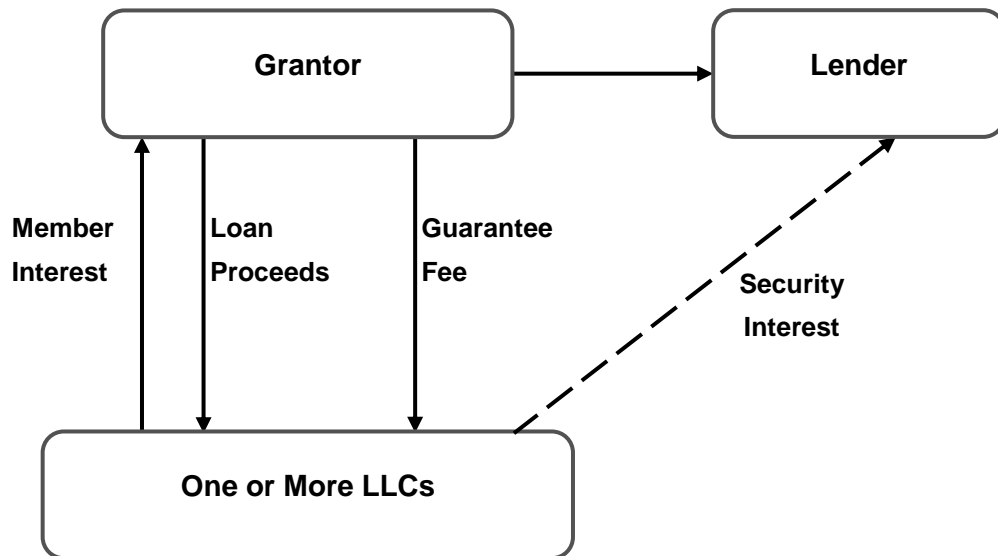 Grantor
Lender
Member
Interest
Loan
Proceeds
Guarantee
Fee
Security
Interest
One or More LLCs